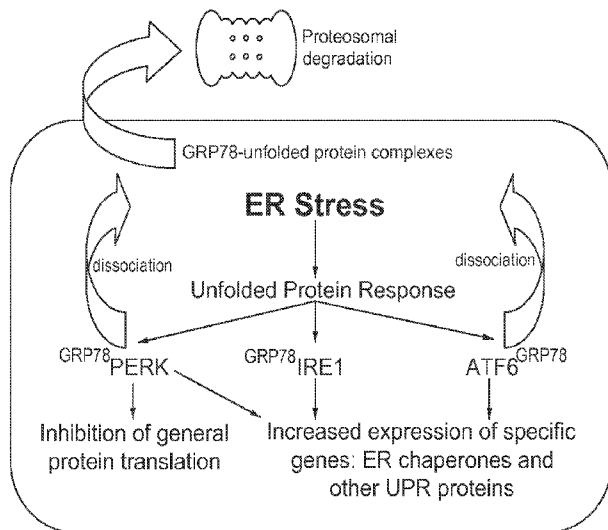 Proteosomal
degradation
GRP78-unfolded protein complexes
ER Stress
dissociation
dissociation
Unfolded Protein Response
GRP78PERK
GRP78IRE1
ATF6GRP78
Inhibition of general
protein translation
Increased expression of specific
genes: ER chaperones and
other UPR proteins